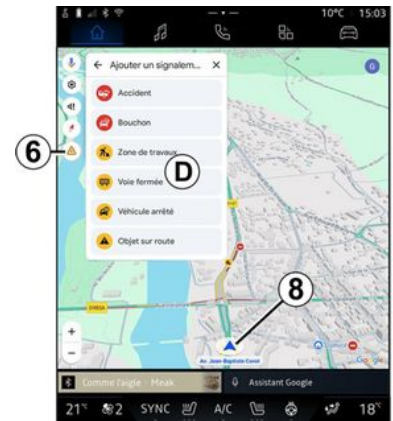 10°C 15:03
G
← Ajouter un signalem... ×
Accident
Bouchon
6
Zone de travaux
D
Voie fermée
Véhicule arrêté
Objet sur route
8
+
−
Av. Jean-Baptiste Corot
Google
Comme l'aigle - Meak
Assistant Google
21° 2 SYNC A/C 18°